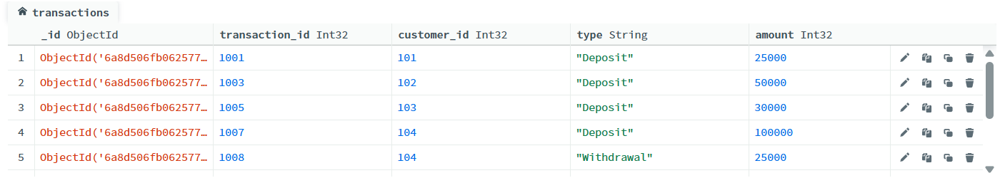 transactions
_id ObjectId transaction_id Int32 customer_id Int32 type String amount Int32
1 ObjectId('6a8d506fb062577… 1001 101 "Deposit" 25000
2 ObjectId('6a8d506fb062577… 1003 102 "Deposit" 50000
3 ObjectId('6a8d506fb062577… 1005 103 "Deposit" 30000
4 ObjectId('6a8d506fb062577… 1007 104 "Deposit" 100000
5 ObjectId('6a8d506fb062577… 1008 104 "Withdrawal" 25000